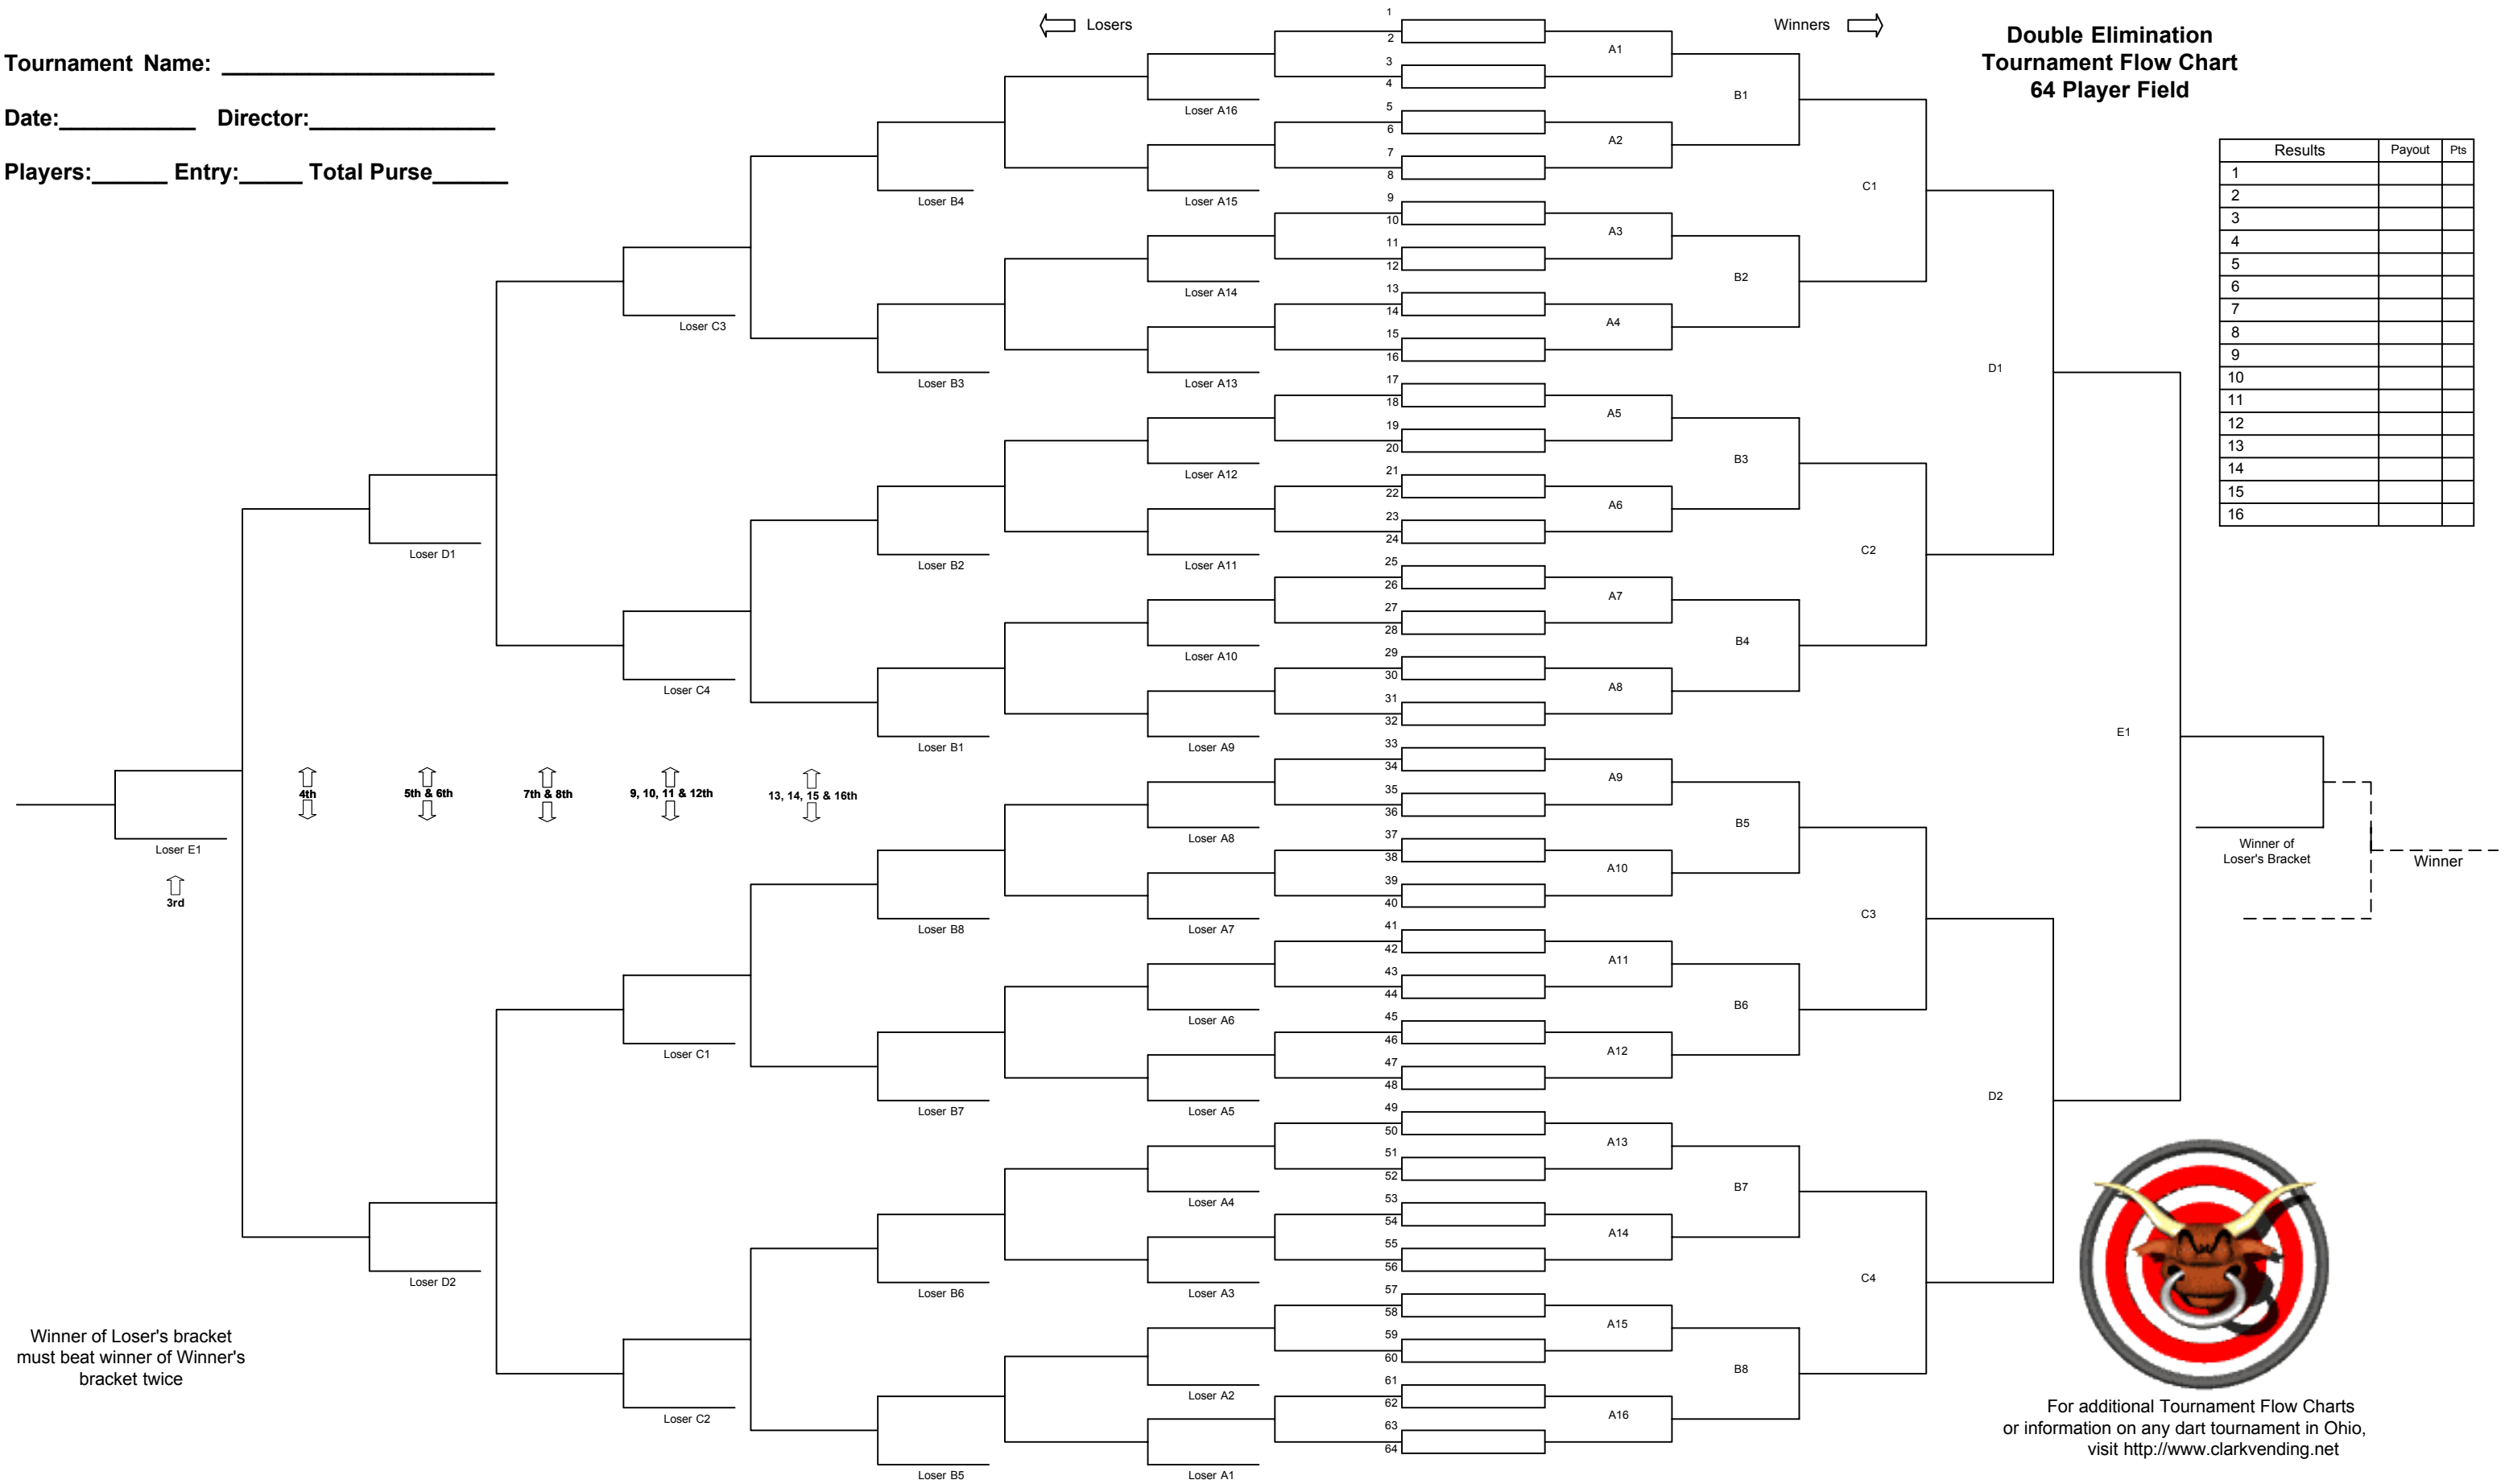 Losers
Winners
Double Elimination
Tournament Flow Chart
64 Player Field
Tournament Name: ______________________
Date:___________ Director:_______________
Players:______ Entry:_____ Total Purse______
Results Payout Pts
1
2
3
4
5
6
7
8
9
10
11
12
13
14
15
16
Loser A16
Loser A15
Loser A14
Loser A13
Loser A12
Loser A11
Loser A10
Loser A9
Loser A8
Loser A7
Loser A6
Loser A5
Loser A4
Loser A3
Loser A2
Loser A1
Loser B4
Loser B3
Loser B2
Loser B1
Loser B8
Loser B7
Loser B6
Loser B5
Loser C3
Loser C4
Loser C1
Loser C2
Loser D1
Loser D2
Loser E1
3rd
4th
5th & 6th
7th & 8th
9, 10, 11 & 12th
13, 14, 15 & 16th
1
2
3
4
5
6
7
8
9
10
11
12
13
14
15
16
17
18
19
20
21
22
23
24
25
26
27
28
29
30
31
32
33
34
35
36
37
38
39
40
41
42
43
44
45
46
47
48
49
50
51
52
53
54
55
56
57
58
59
60
61
62
63
64
A1
A2
A3
A4
A5
A6
A7
A8
A9
A10
A11
A12
A13
A14
A15
A16
B1
B2
B3
B4
B5
B6
B7
B8
C1
C2
C3
C4
D1
D2
E1
Winner of
Loser's Bracket
Winner
Winner of Loser's bracket
must beat winner of Winner's
bracket twice
For additional Tournament Flow Charts
or information on any dart tournament in Ohio,
visit http://www.clarkvending.net